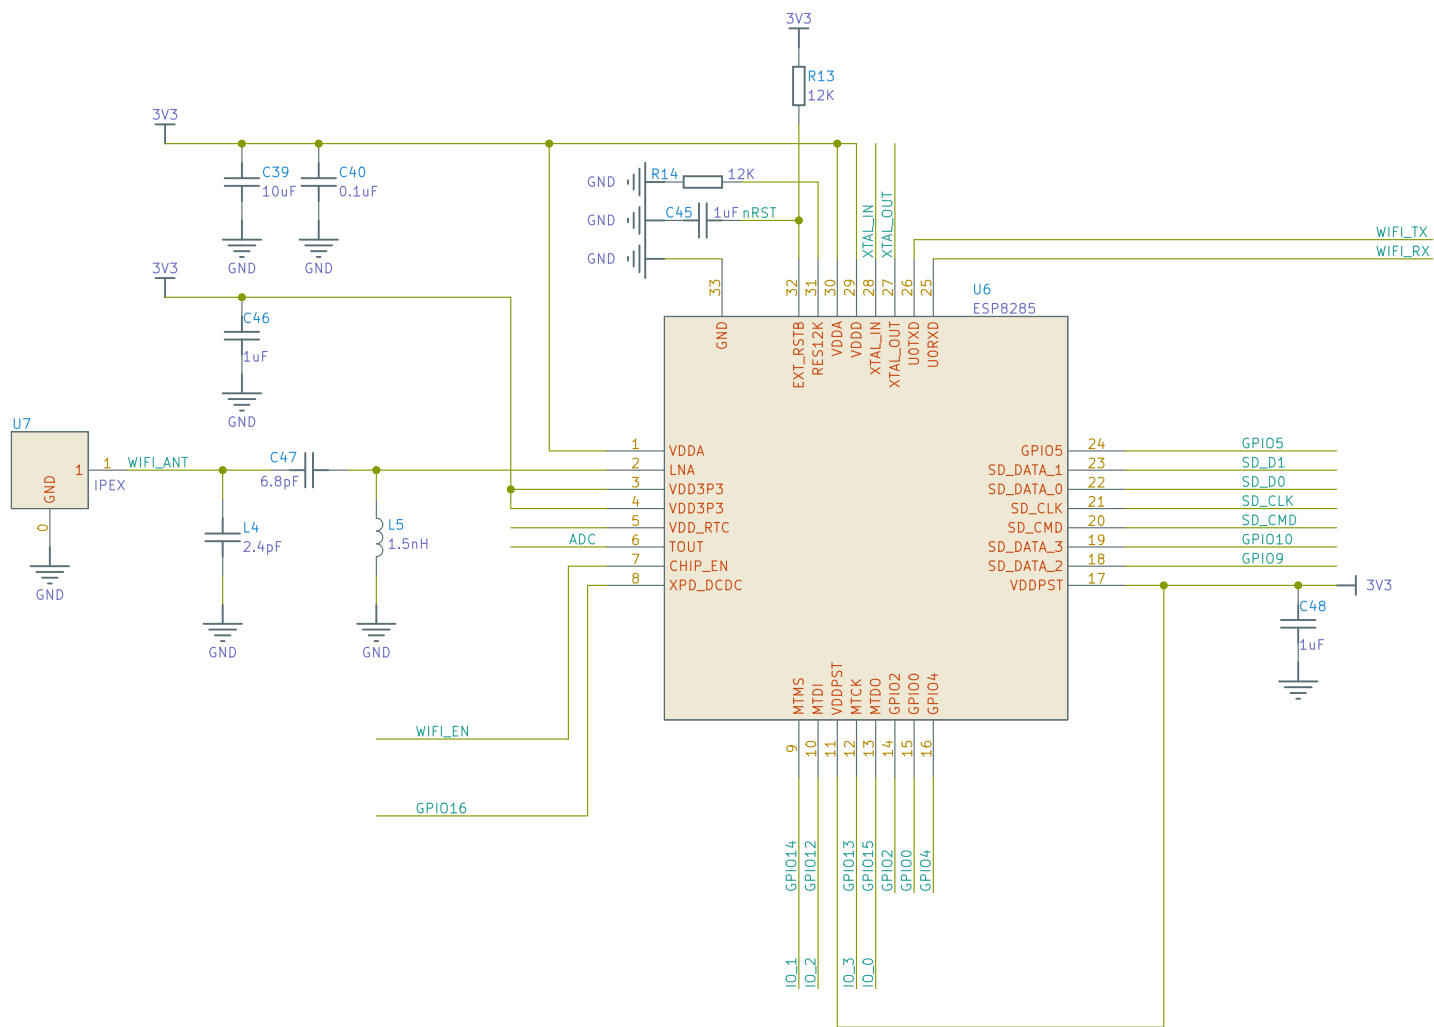 3V3
R13
12K
3V3
C39
10uF
C40
0.1uF
GND
GND
GND
R14
12K
GND
C45
1uF
nRST
GND
XTAL_IN
XTAL_OUT
WIFI_TX
WIFI_RX
3V3
C46
1uF
GND
33
32
31
30
29
28
27
26
25
U6
ESP8285
GND
EXT_RSTB
RES12K
VDDA
VDDD
XTAL_IN
XTAL_OUT
U0TXD
U0RXD
U7
1
GND
0
1
IPEX
GND
WIFI_ANT
C47
6.8pF
L4
2.4pF
GND
L5
1.5nH
GND
1 VDDA
2 LNA
3 VDD3P3
4 VDD3P3
5 VDD_RTC
ADC 6 TOUT
7 CHIP_EN
8 XPD_DCDC
GPIO5 24 GPIO5
SD_DATA_1 23 SD_D1
SD_DATA_0 22 SD_D0
SD_CLK 21 SD_CLK
SD_CMD 20 SD_CMD
SD_DATA_3 19 GPIO10
SD_DATA_2 18 GPIO9
VDDPST 17
3V3
C48
1uF
WIFI_EN
GPIO16
MTMS
MTDI
VDDPST
MTCK
MTDO
GPIO2
GPIO0
GPIO4
9
10
11
12
13
14
15
16
GPIO14
GPIO12
GPIO13
GPIO15
GPIO2
GPIO0
GPIO4
IO_1
IO_2
IO_3
IO_0